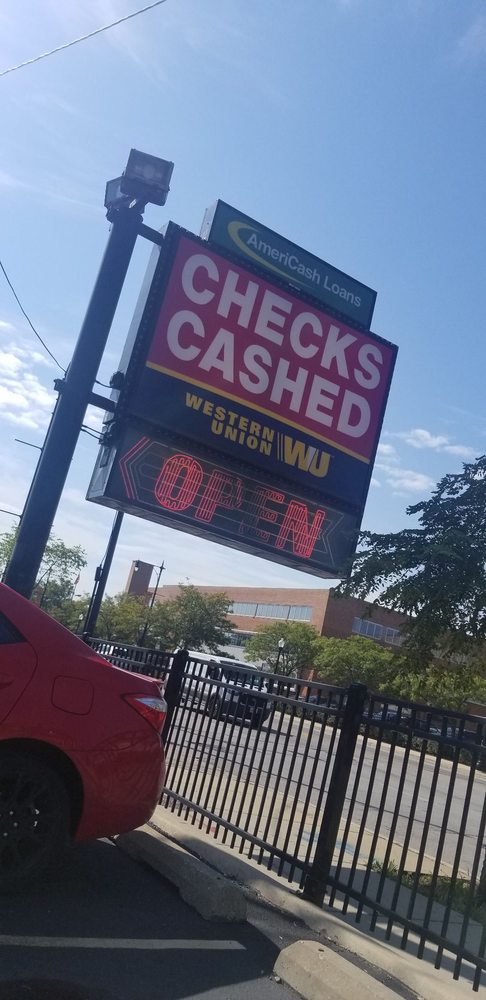 AmeriCash Loans
CHECKS
CASHED
WESTERN
UNION WU
OPEN